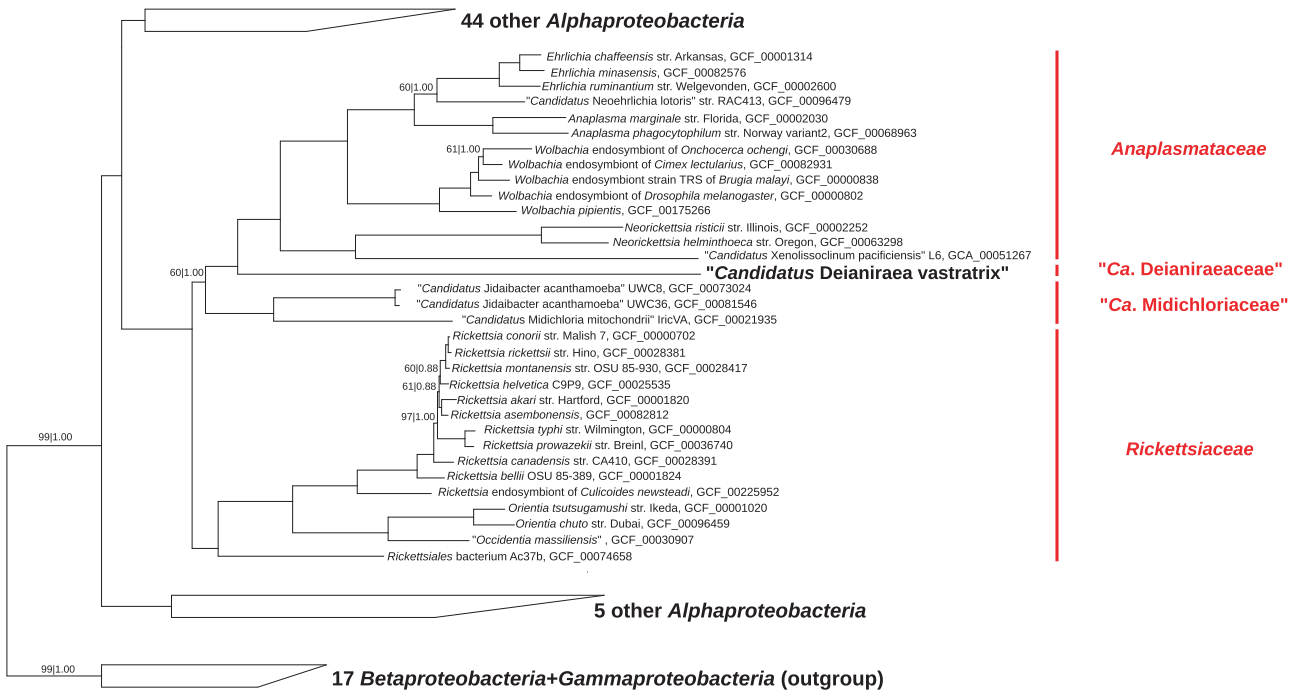 44 other Alphaproteobacteria
Ehrlichia chaffeensis str. Arkansas, GCF_00001314
Ehrlichia minasensis, GCF_00082576
Ehrlichia ruminantium str. Welgevonden, GCF_00002600
60|1.00
"Candidatus Neoehrlichia lotoris" str. RAC413, GCF_00096479
Anaplasma marginale str. Florida, GCF_00002030
Anaplasma phagocytophilum str. Norway variant2, GCF_00068963
Anaplasmataceae
61|1.00
Wolbachia endosymbiont of Onchocerca ochengi, GCF_00030688
Wolbachia endosymbiont of Cimex lectularius, GCF_00082931
Wolbachia endosymbiont strain TRS of Brugia malayi, GCF_00000838
Wolbachia endosymbiont of Drosophila melanogaster, GCF_00000802
Wolbachia pipientis, GCF_00175266
Neorickettsia risticii str. Illinois, GCF_00002252
Neorickettsia helminthoeca str. Oregon, GCF_00063298
"Candidatus Xenolissoclinum pacificiensis" L6, GCA_00051267
60|1.00
"Candidatus Deianiraea vastratrix"
"Ca. Deianiraeaceae"
"Candidatus Jidaibacter acanthamoeba" UWC8, GCF_00073024
"Candidatus Jidaibacter acanthamoeba" UWC36, GCF_00081546
"Ca. Midichloriaceae"
"Candidatus Midichloria mitochondrii" IricVA, GCF_00021935
Rickettsia conorii str. Malish 7, GCF_00000702
Rickettsia rickettsii str. Hino, GCF_00028381
60|0.88
Rickettsia montanensis str. OSU 85-930, GCF_00028417
61|0.88
Rickettsia helvetica C9P9, GCF_00025535
Rickettsia akari str. Hartford, GCF_00001820
97|1.00
Rickettsia asembonensis, GCF_00082812
Rickettsia typhi str. Wilmington, GCF_00000804
Rickettsia prowazekii str. Breinl, GCF_00036740
Rickettsiaceae
99|1.00
Rickettsia canadensis str. CA410, GCF_00028391
Rickettsia bellii OSU 85-389, GCF_00001824
Rickettsia endosymbiont of Culicoides newsteadi, GCF_00225952
Orientia tsutsugamushi str. Ikeda, GCF_00001020
Orientia chuto str. Dubai, GCF_00096459
"Occidentia massiliensis" , GCF_00030907
Rickettsiales bacterium Ac37b, GCF_00074658
5 other Alphaproteobacteria
99|1.00
17 Betaproteobacteria+Gammaproteobacteria (outgroup)